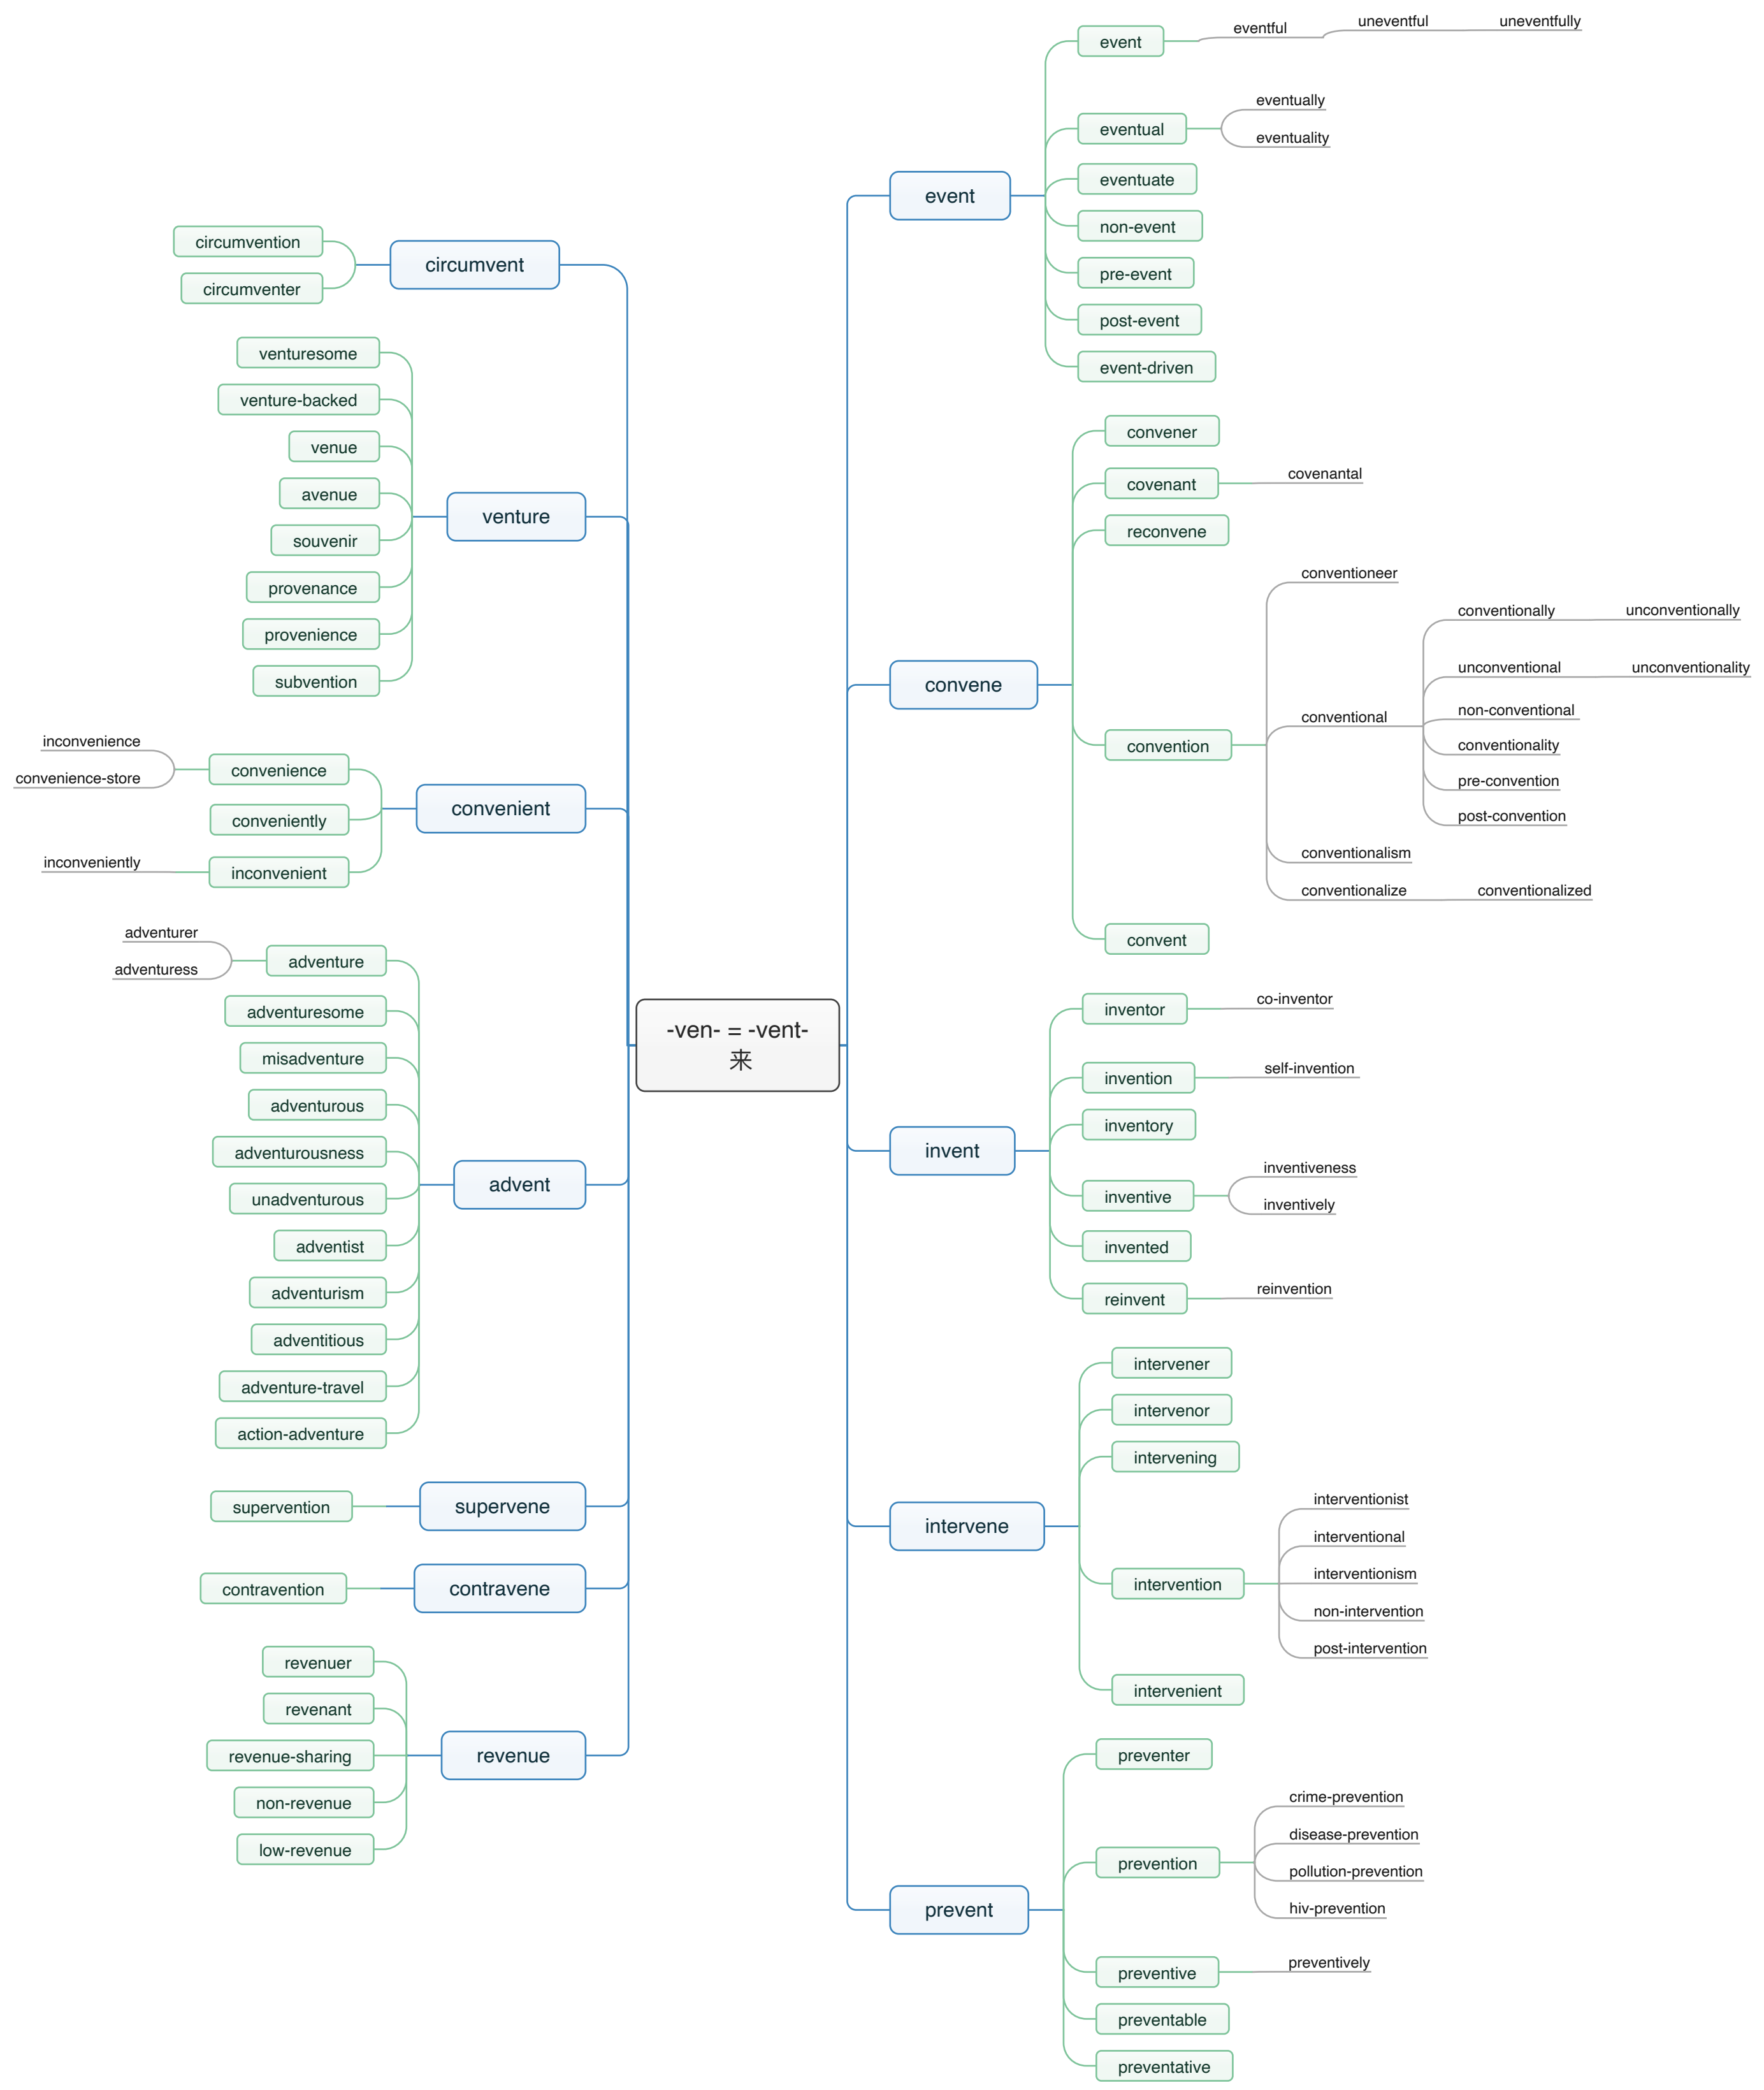 -ven- = -vent-
来
event
event
eventful
uneventful
uneventfully
eventual
eventually
eventuality
eventuate
non-event
pre-event
post-event
event-driven
convene
convener
covenant
covenantal
reconvene
convention
conventioneer
conventional
conventionally
unconventionally
unconventional
unconventionality
non-conventional
conventionality
pre-convention
post-convention
conventionalism
conventionalize
conventionalized
convent
invent
inventor
co-inventor
invention
self-invention
inventory
inventive
inventiveness
inventively
invented
reinvent
reinvention
intervene
intervener
intervenor
intervening
intervention
interventionist
interventional
interventionism
non-intervention
post-intervention
intervenient
prevent
preventer
prevention
crime-prevention
disease-prevention
pollution-prevention
hiv-prevention
preventive
preventively
preventable
preventative
circumvent
circumvention
circumventer
venture
venturesome
venture-backed
venue
avenue
souvenir
provenance
provenience
subvention
convenient
convenience
inconvenience
convenience-store
conveniently
inconvenient
inconveniently
advent
adventure
adventurer
adventuress
adventuresome
misadventure
adventurous
adventurousness
unadventurous
adventist
adventurism
adventitious
adventure-travel
action-adventure
supervene
supervention
contravene
contravention
revenue
revenuer
revenant
revenue-sharing
non-revenue
low-revenue